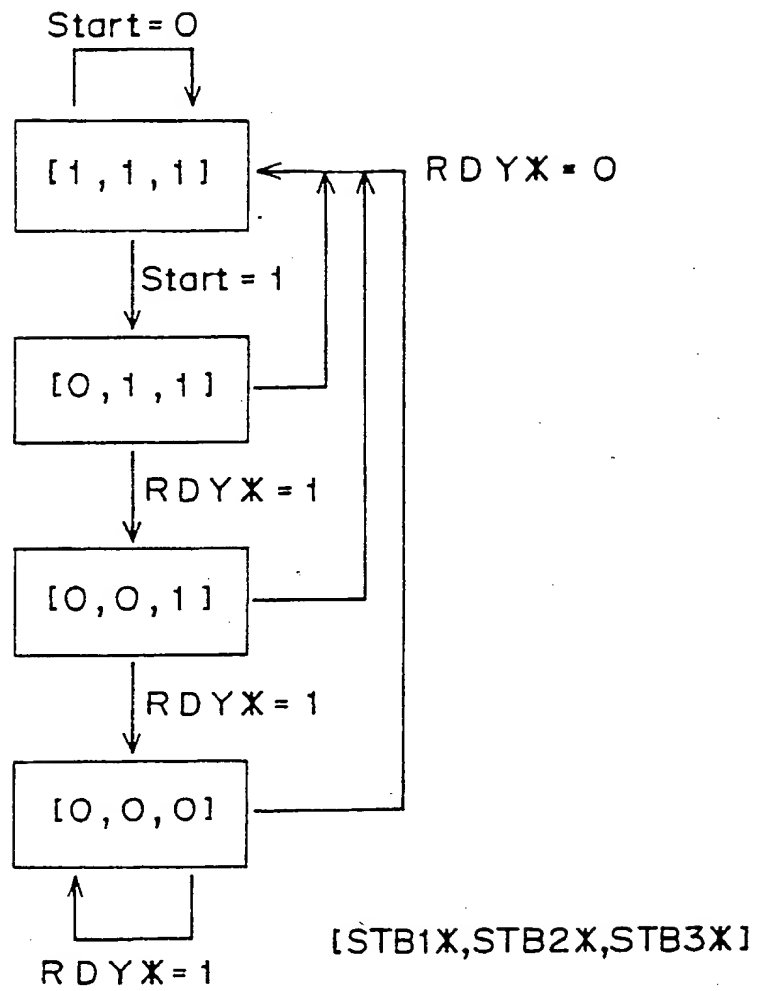 Start = 0
[1, 1, 1]
RDYX = 0
Start = 1
[0, 1, 1]
RDYX = 1
[0, 0, 1]
RDYX = 1
[0, 0, 0]
[STB1X,STB2X,STB3X]
RDYX = 1